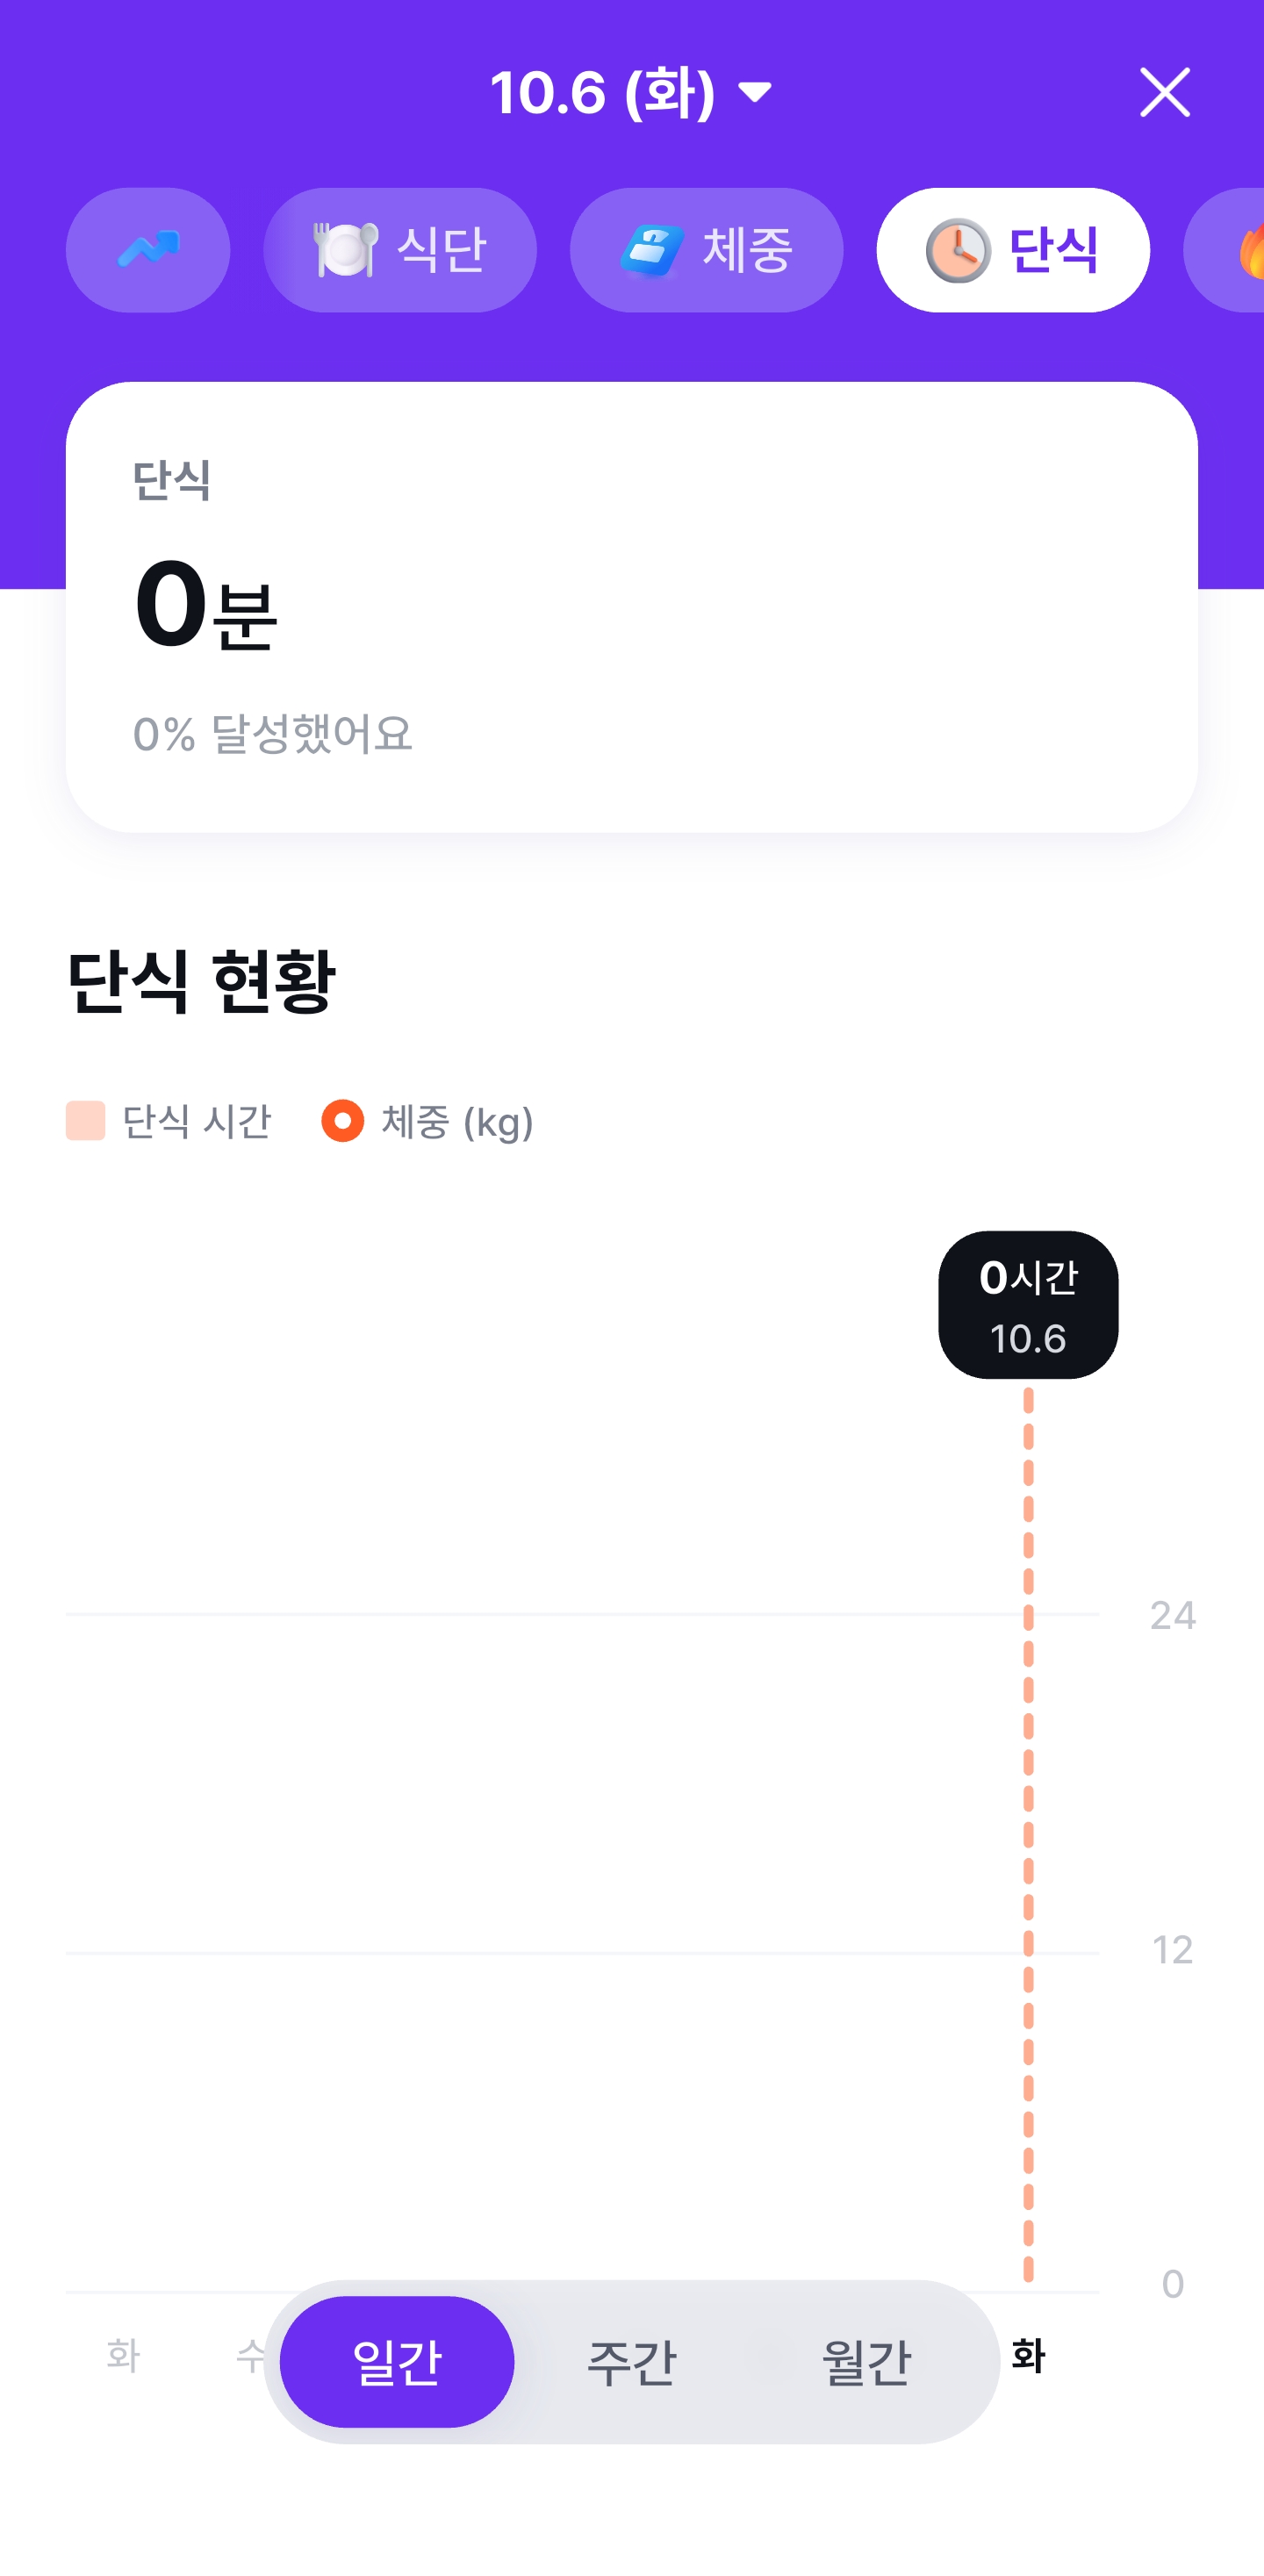 10.6 (화)
식단 체중 단식
단식
0분
0% 달성했어요
단식 현황
단식 시간 체중 (kg)
0시간
10.6
24
12
0
화 화
일간 주간 월간